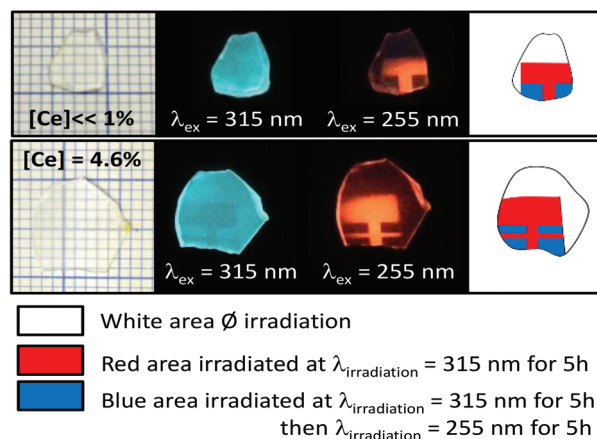 [Ce]<< 1%
λex = 315 nm
λex = 255 nm
[Ce] = 4.6%
λex = 315 nm
λex = 255 nm
White area Ø irradiation
Red area irradiated at λirradiation = 315 nm for 5h
Blue area irradiated at λirradiation = 315 nm for 5h
then λirradiation = 255 nm for 5h